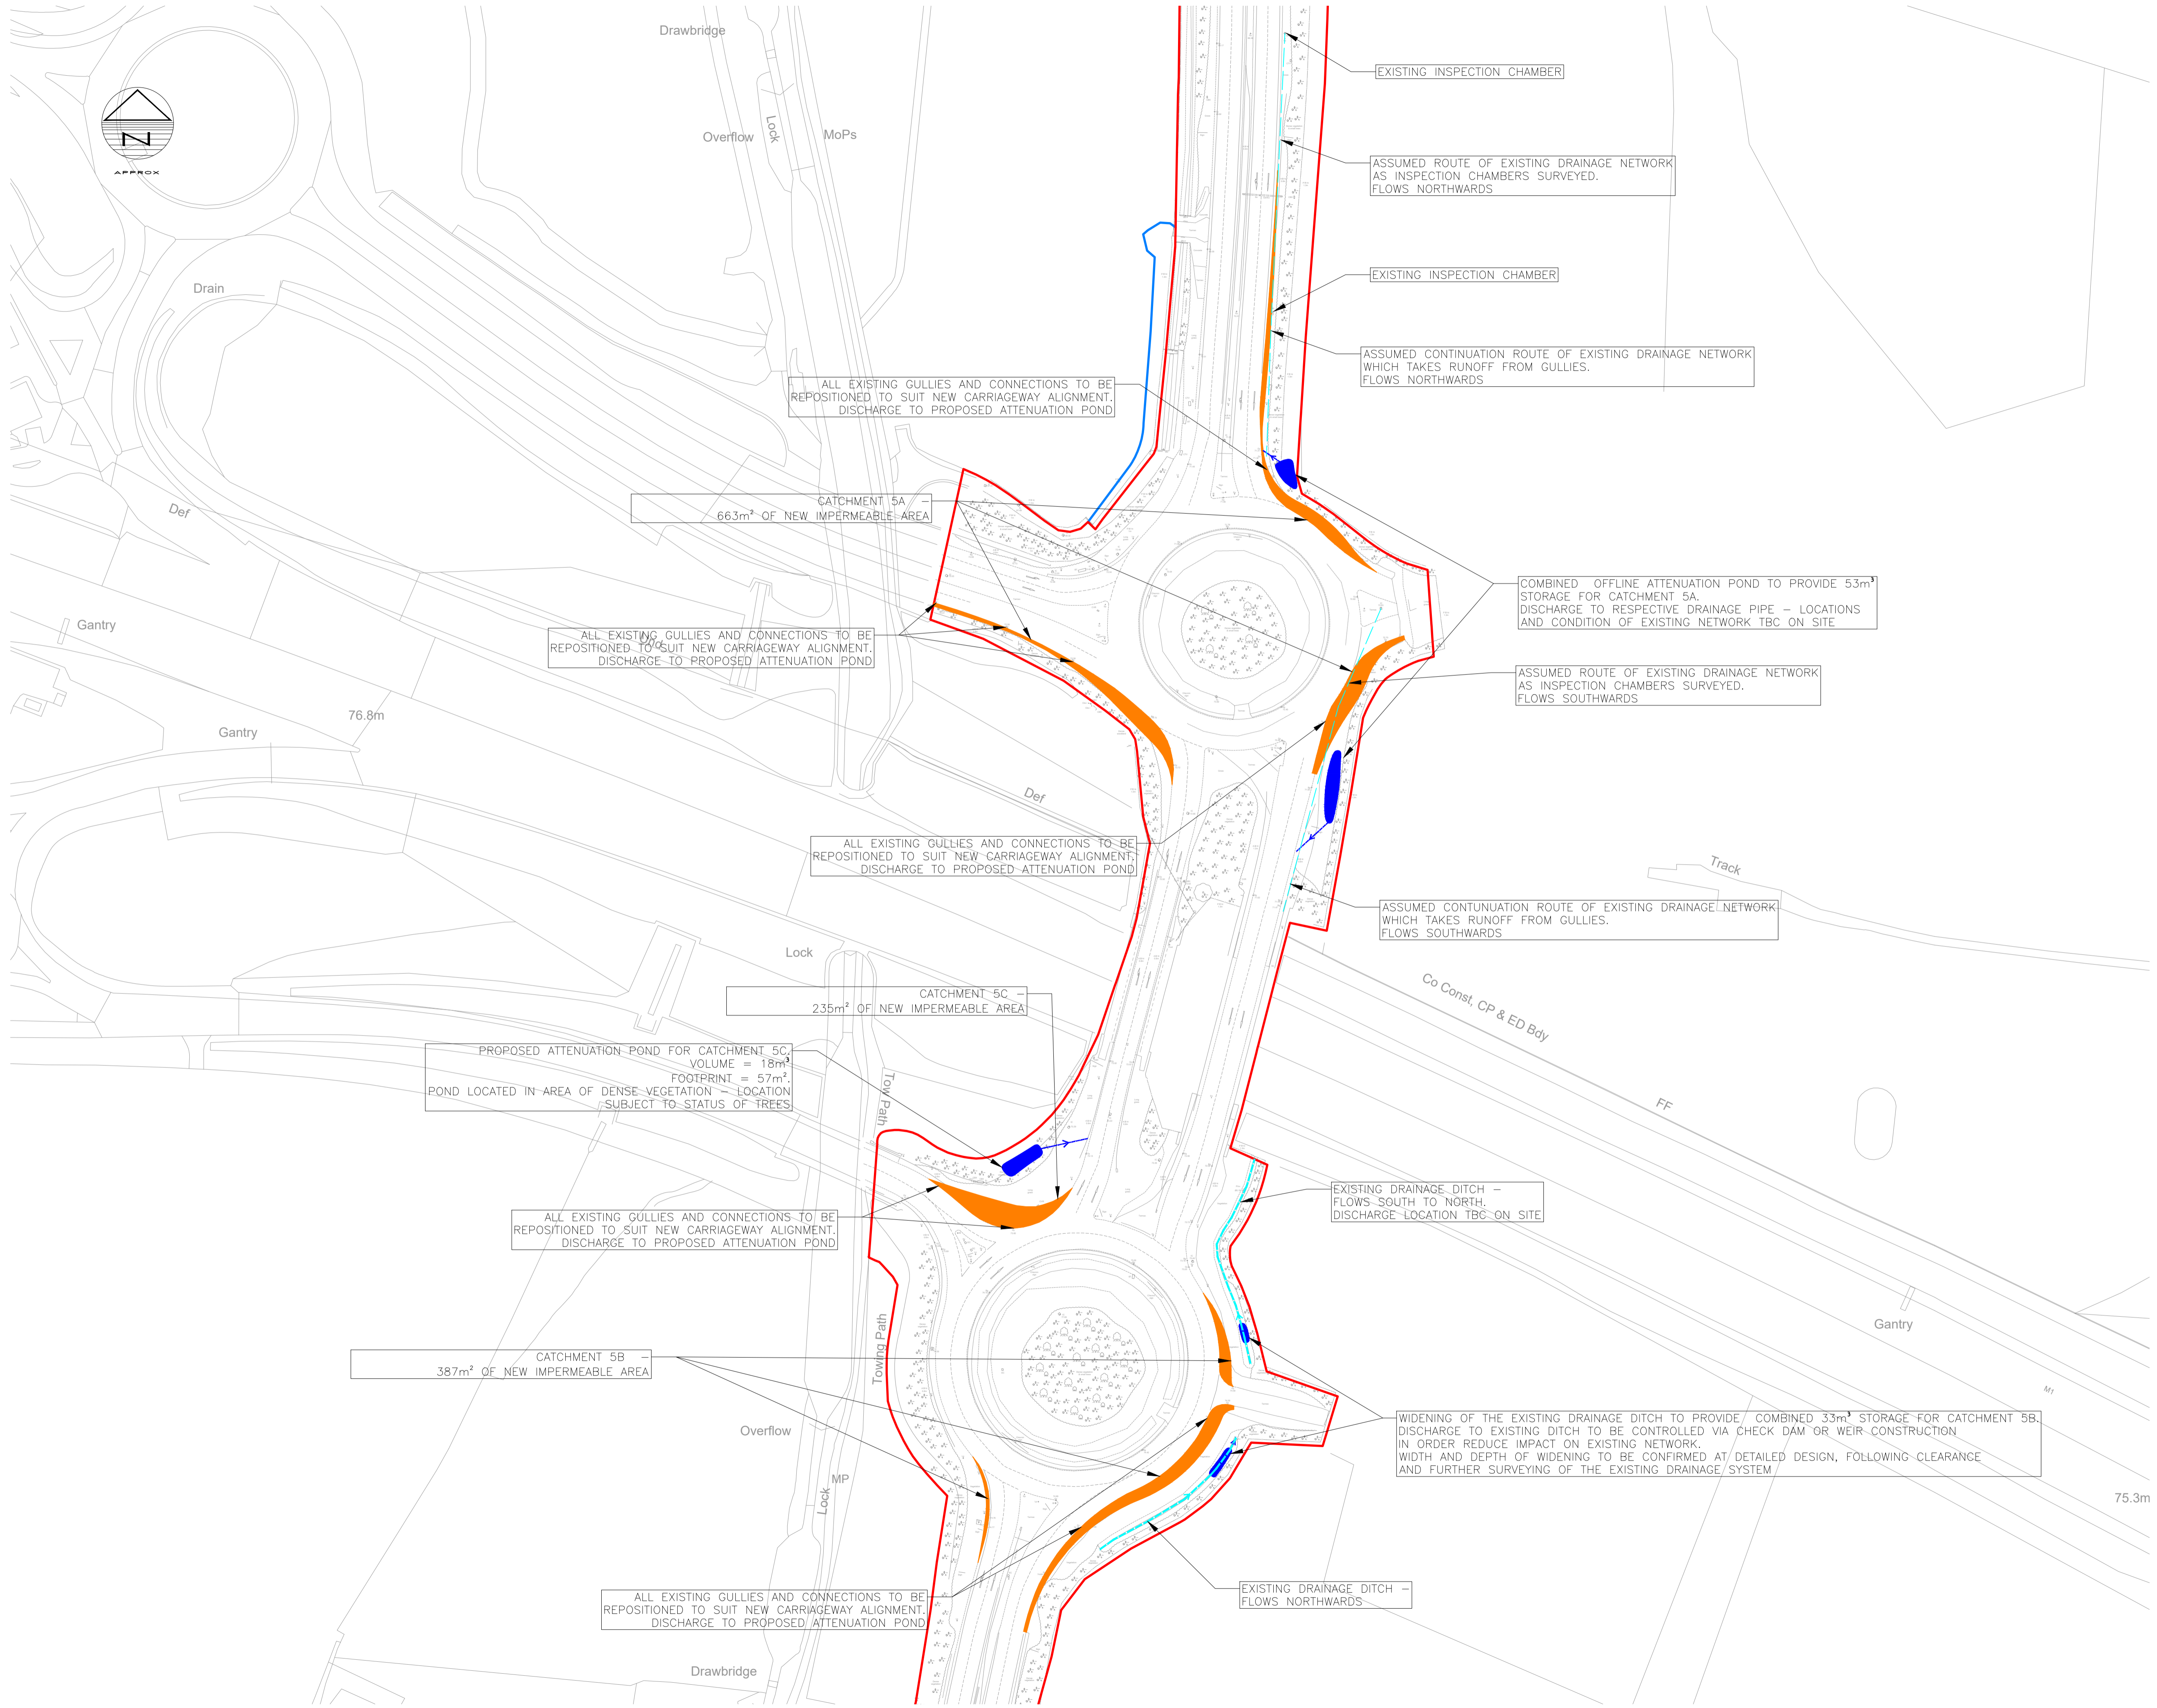 Drawbridge
EXISTING INSPECTION CHAMBER
N
APPROX
Overflow
Lock
MoPs
ASSUMED ROUTE OF EXISTING DRAINAGE NETWORK
AS INSPECTION CHAMBERS SURVEYED.
FLOWS NORTHWARDS
EXISTING INSPECTION CHAMBER
Drain
ASSUMED CONTINUATION ROUTE OF EXISTING DRAINAGE NETWORK
WHICH TAKES RUNOFF FROM GULLIES.
FLOWS NORTHWARDS
ALL EXISTING GULLIES AND CONNECTIONS TO BE
REPOSITIONED TO SUIT NEW CARRIAGEWAY ALIGNMENT.
DISCHARGE TO PROPOSED ATTENUATION POND
CATCHMENT 5A –
663m² OF NEW IMPERMEABLE AREA
Def
COMBINED OFFLINE ATTENUATION POND TO PROVIDE 53m³
STORAGE FOR CATCHMENT 5A.
DISCHARGE TO RESPECTIVE DRAINAGE PIPE – LOCATIONS
AND CONDITION OF EXISTING NETWORK TBC ON SITE
Gantry
Und
ALL EXISTING GULLIES AND CONNECTIONS TO BE
REPOSITIONED TO SUIT NEW CARRIAGEWAY ALIGNMENT.
DISCHARGE TO PROPOSED ATTENUATION POND
ASSUMED ROUTE OF EXISTING DRAINAGE NETWORK
AS INSPECTION CHAMBERS SURVEYED.
FLOWS SOUTHWARDS
76.8m
Gantry
Def
ALL EXISTING GULLIES AND CONNECTIONS TO BE
REPOSITIONED TO SUIT NEW CARRIAGEWAY ALIGNMENT.
DISCHARGE TO PROPOSED ATTENUATION POND
Track
ASSUMED CONTUNUATION ROUTE OF EXISTING DRAINAGE NETWORK
WHICH TAKES RUNOFF FROM GULLIES.
FLOWS SOUTHWARDS
Lock
Co Const, CP & ED Bdy
CATCHMENT 5C –
235m² OF NEW IMPERMEABLE AREA
PROPOSED ATTENUATION POND FOR CATCHMENT 5C.
VOLUME = 18m³
FOOTPRINT = 57m².
POND LOCATED IN AREA OF DENSE VEGETATION – LOCATION
SUBJECT TO STATUS OF TREES
Tow Path
FF
EXISTING DRAINAGE DITCH –
FLOWS SOUTH TO NORTH.
DISCHARGE LOCATION TBC ON SITE
ALL EXISTING GULLIES AND CONNECTIONS TO BE
REPOSITIONED TO SUIT NEW CARRIAGEWAY ALIGNMENT.
DISCHARGE TO PROPOSED ATTENUATION POND
Gantry
Towing Path
CATCHMENT 5B –
387m² OF NEW IMPERMEABLE AREA
M1
Overflow
WIDENING OF THE EXISTING DRAINAGE DITCH TO PROVIDE COMBINED 33m³ STORAGE FOR CATCHMENT 5B.
DISCHARGE TO EXISTING DITCH TO BE CONTROLLED VIA CHECK DAM OR WEIR CONSTRUCTION
IN ORDER REDUCE IMPACT ON EXISTING NETWORK.
WIDTH AND DEPTH OF WIDENING TO BE CONFIRMED AT DETAILED DESIGN, FOLLOWING CLEARANCE
AND FURTHER SURVEYING OF THE EXISTING DRAINAGE SYSTEM
MP
Lock
75.3m
EXISTING DRAINAGE DITCH –
FLOWS NORTHWARDS
ALL EXISTING GULLIES AND CONNECTIONS TO BE
REPOSITIONED TO SUIT NEW CARRIAGEWAY ALIGNMENT.
DISCHARGE TO PROPOSED ATTENUATION POND
Drawbridge